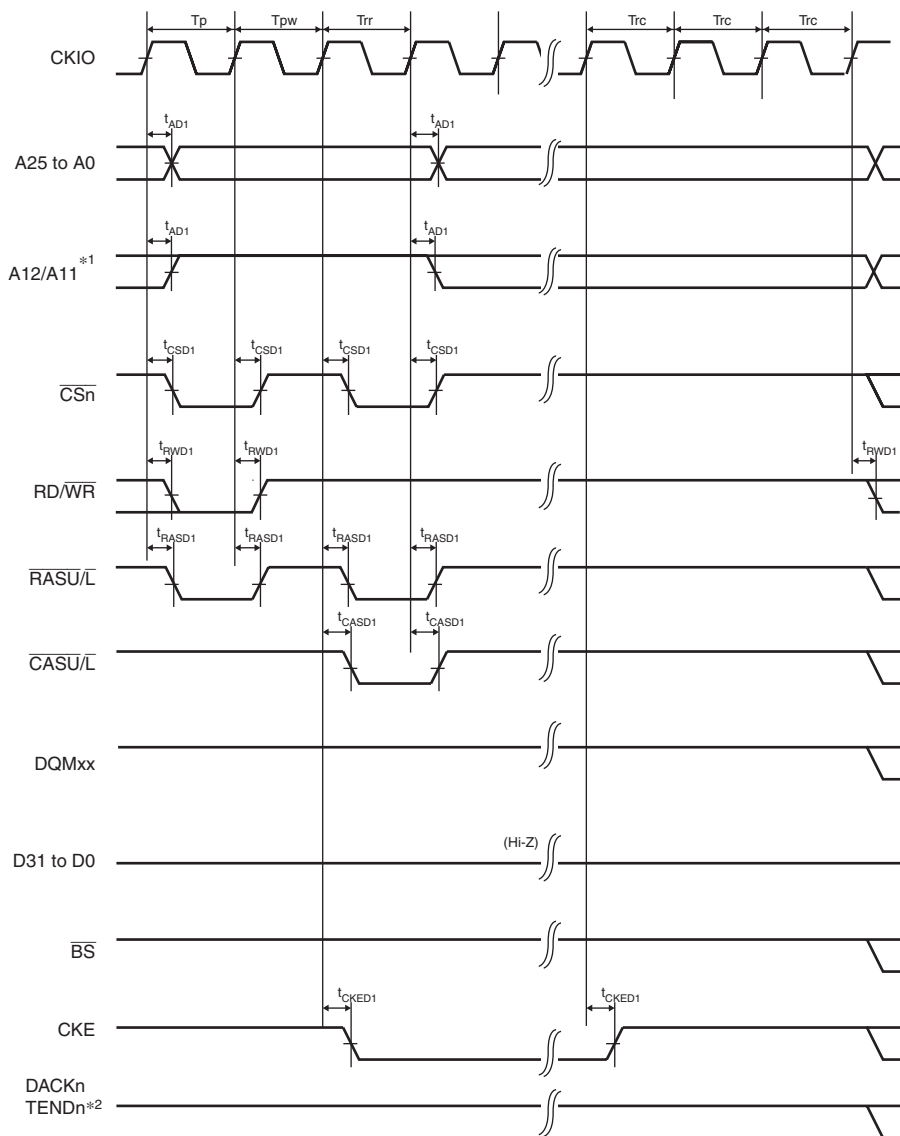 Tp Tpw Trr Trc Trc Trc
CKIO
tAD1 tAD1
A25 to A0
tAD1 tAD1
A12/A11*1
tCSD1 tCSD1 tCSD1 tCSD1
CSn
tRWD1 tRWD1 tRWD1
RD/WR
tRASD1 tRASD1 tRASD1 tRASD1
RASU/L
tCASD1 tCASD1
CASU/L
DQMxx
(Hi-Z)
D31 to D0
BS
tCKED1 tCKED1
CKE
DACKn
TENDn*2